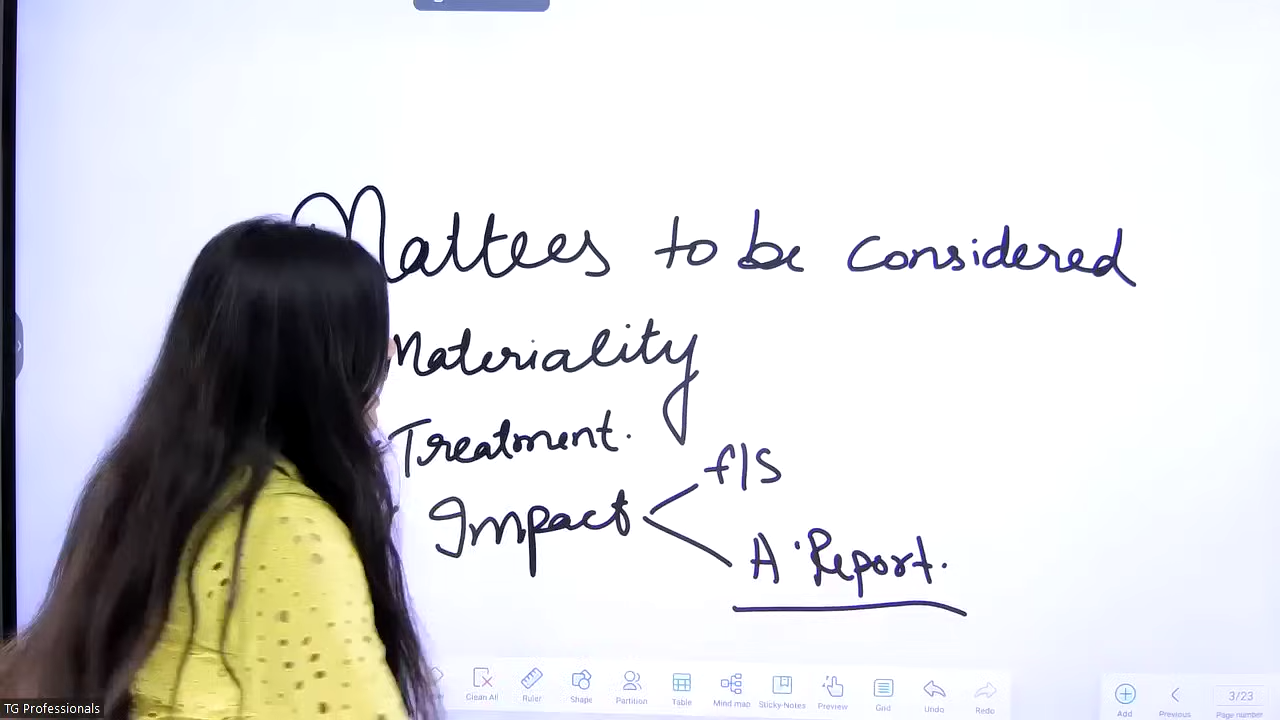 Matters to be considered
Materiality
Treatment.
Impact
F/S
A. Report.
Clean All
Ruler
Shape
Partition
Table
Mind map
Sticky Notes
Preview
Grid
Undo
Redo
Add
Previous
3/23
Page number
TG Professionals